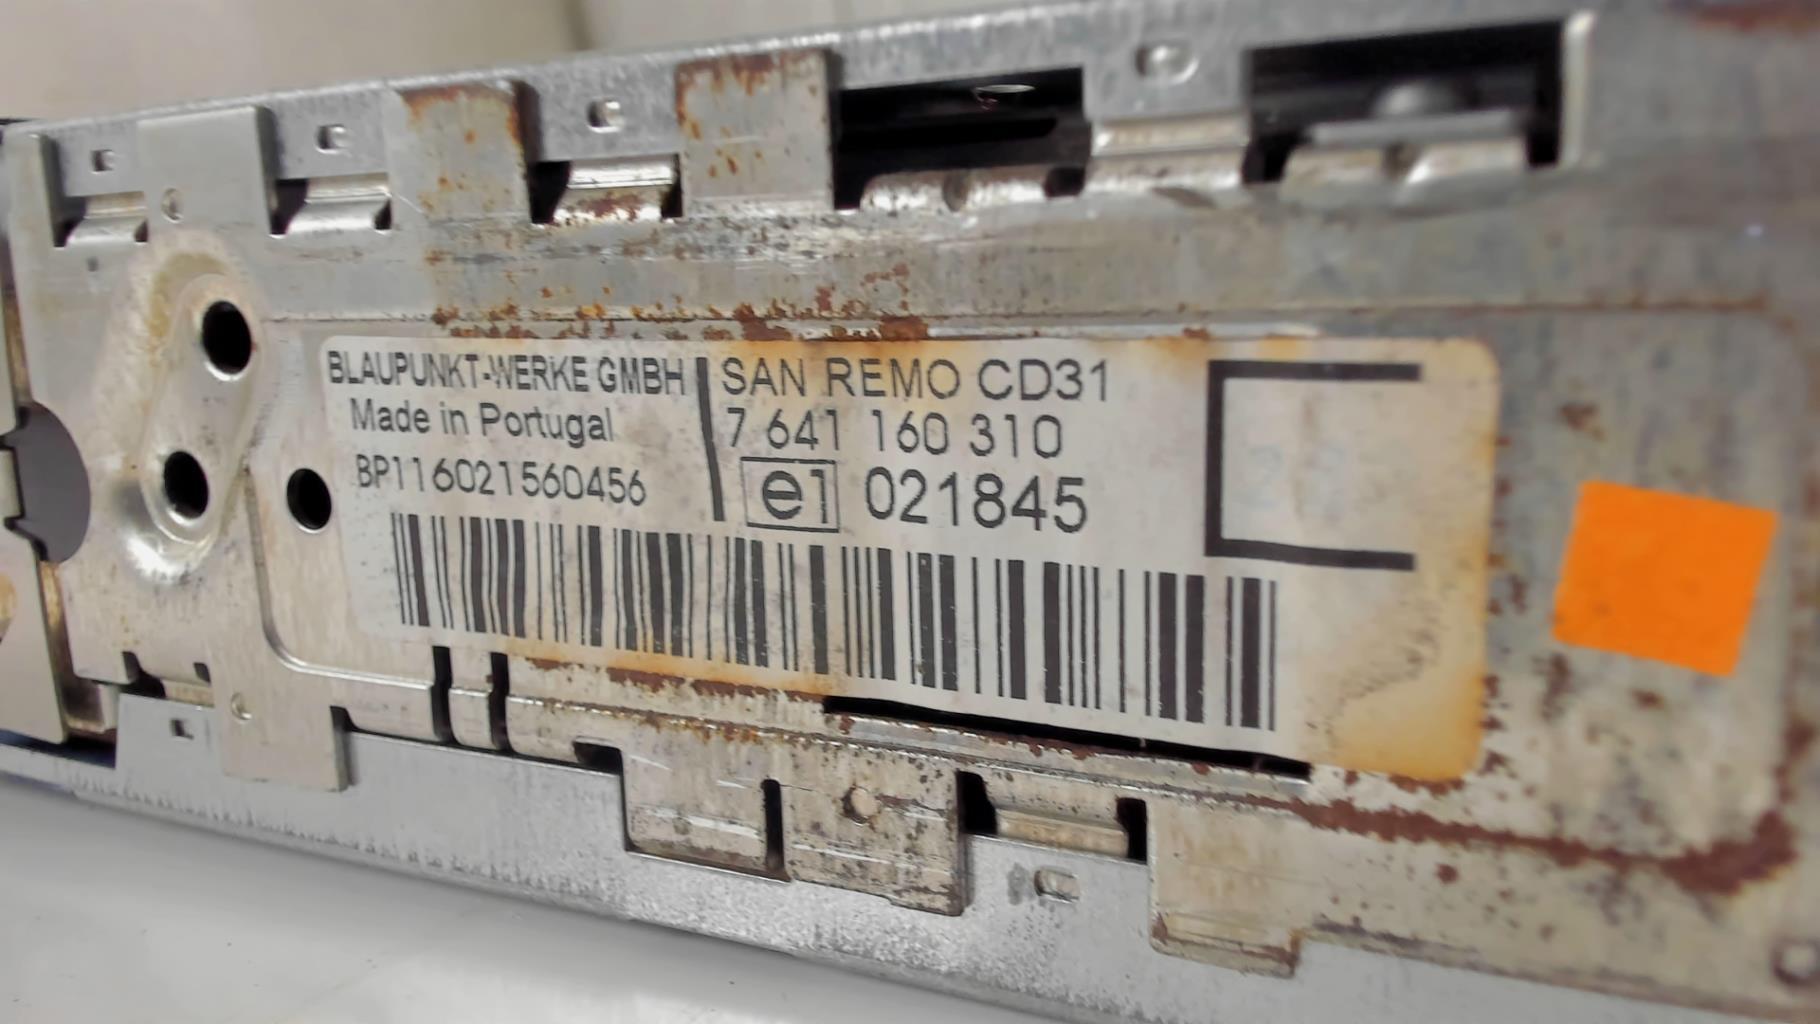 BLAUPUNKT-WERKE GMBH
Made in Portugal
BP116021560456
SAN REMO CD31
7 641 160 310
e1 021845